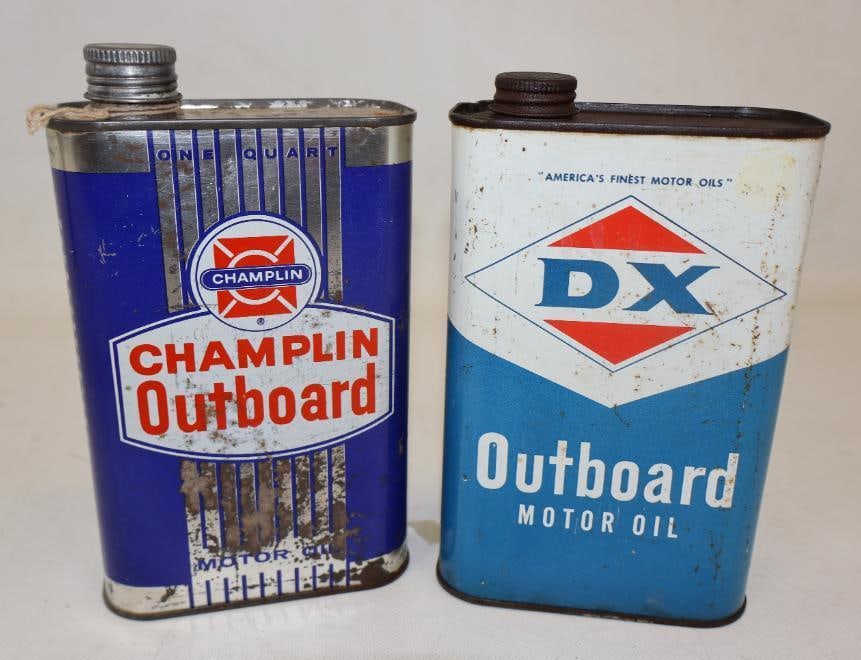 ONE QUART
CHAMPLIN
®
CHAMPLIN
Outboard
MOTOR OIL
"AMERICA'S FINEST MOTOR OILS"
DX
Outboard
MOTOR OIL